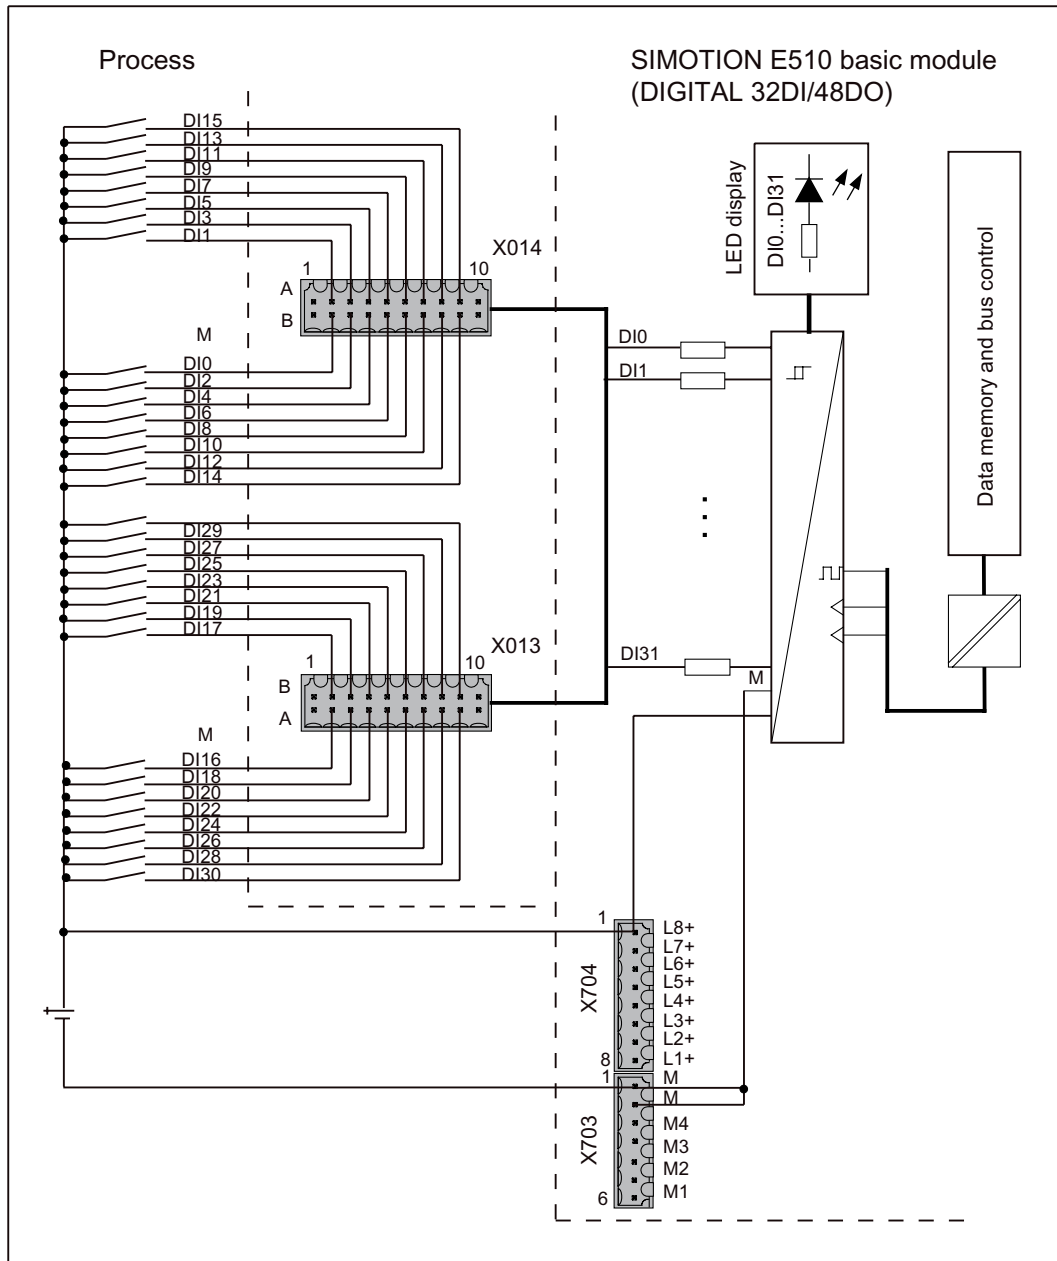 Process
SIMOTION E510 basic module
(DIGITAL 32DI/48DO)
DI15
DI13
DI11
DI9
DI7
DI5
DI3
DI1
1
10
X014
A
B
M
DI0
DI2
DI4
DI6
DI8
DI10
DI12
DI14
DI29
DI27
DI25
DI23
DI21
DI19
DI17
1
10
X013
B
A
M
DI16
DI18
DI20
DI22
DI24
DI26
DI28
DI30
LED display
DI0...DI31
Data memory and bus control
DI0
DI1
DI31
M
1
X704
8
L8+
L7+
L6+
L5+
L4+
L3+
L2+
L1+
1
X703
6
M
M
M4
M3
M2
M1